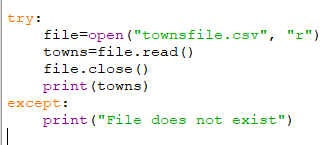 try:
    file=open("townsfile.csv", "r")
    towns=file.read()
    file.close()
    print(towns)
except:
    print("File does not exist")